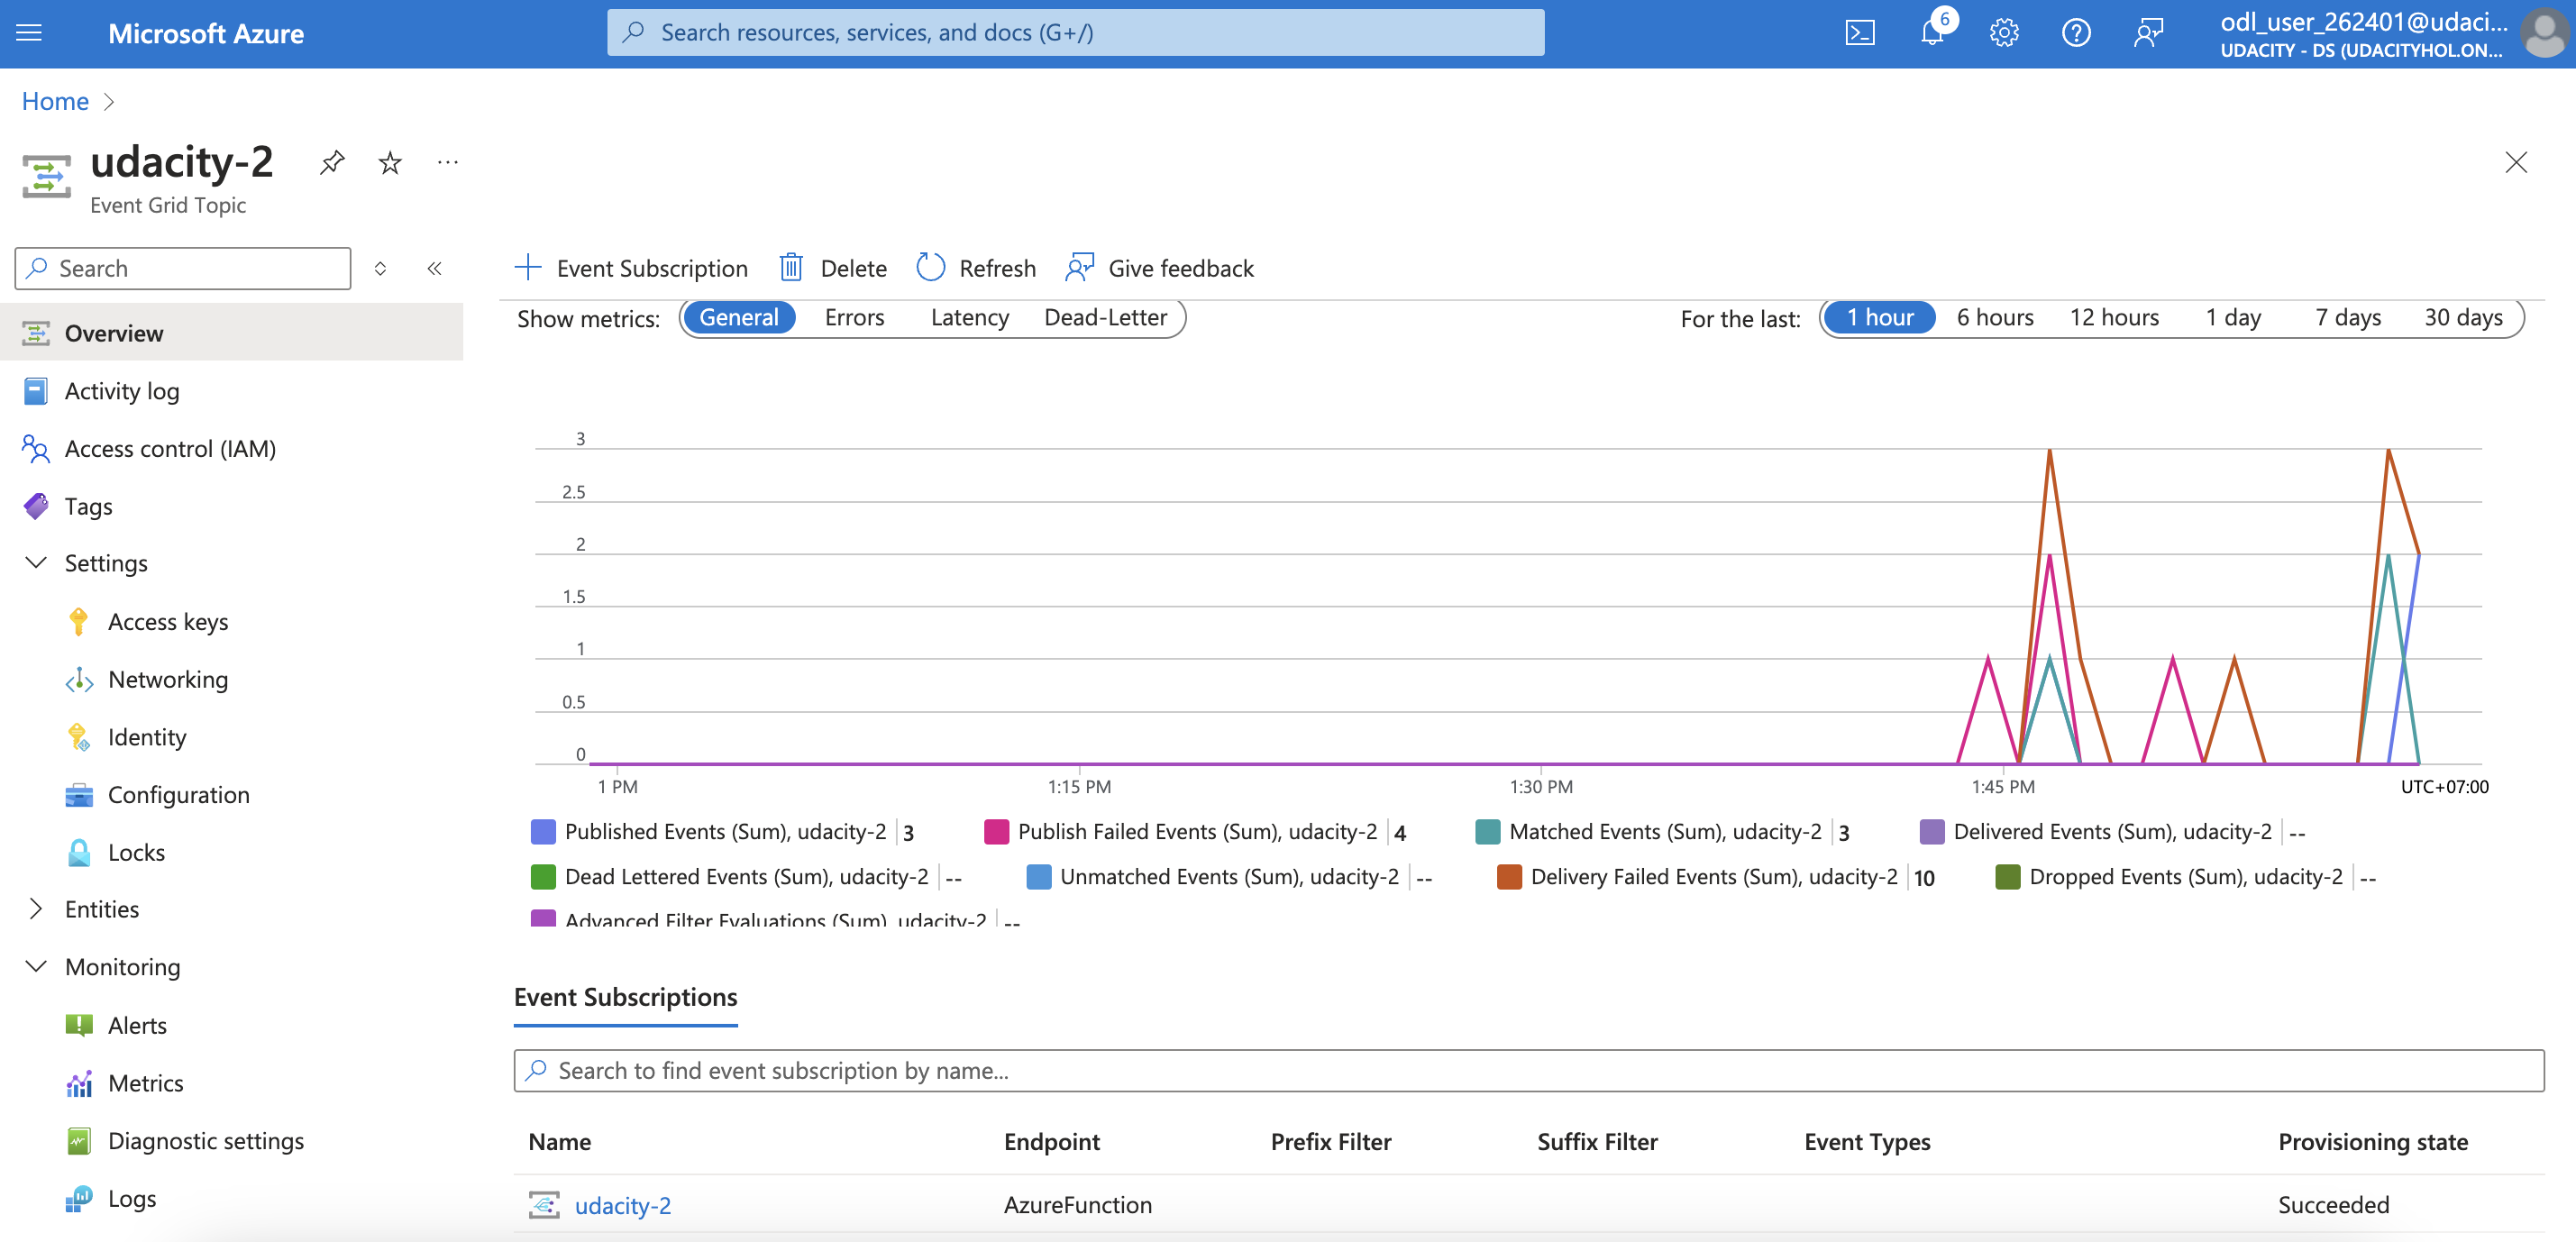 Microsoft Azure
Search resources, services, and docs (G+/)
6
odl_user_262401@udaci...
UDACITY - DS (UDACITYHOL.ON...
Home
udacity-2
Event Grid Topic
Search
Overview
Activity log
Access control (IAM)
Tags
Settings
Access keys
Networking
Identity
Configuration
Locks
Entities
Monitoring
Alerts
Metrics
Diagnostic settings
Logs
Event Subscription Delete Refresh Give feedback
Show metrics: General Errors Latency Dead-Letter
For the last: 1 hour 6 hours 12 hours 1 day 7 days 30 days
3
2.5
2
1.5
1
0.5
0
1 PM 1:15 PM 1:30 PM 1:45 PM UTC+07:00
Published Events (Sum), udacity-2 3 Publish Failed Events (Sum), udacity-2 4 Matched Events (Sum), udacity-2 3 Delivered Events (Sum), udacity-2 --
Dead Lettered Events (Sum), udacity-2 -- Unmatched Events (Sum), udacity-2 -- Delivery Failed Events (Sum), udacity-2 10 Dropped Events (Sum), udacity-2 --
Advanced Filter Evaluations (Sum), udacity-2 --
Event Subscriptions
Search to find event subscription by name...
Name Endpoint Prefix Filter Suffix Filter Event Types Provisioning state
udacity-2 AzureFunction Succeeded